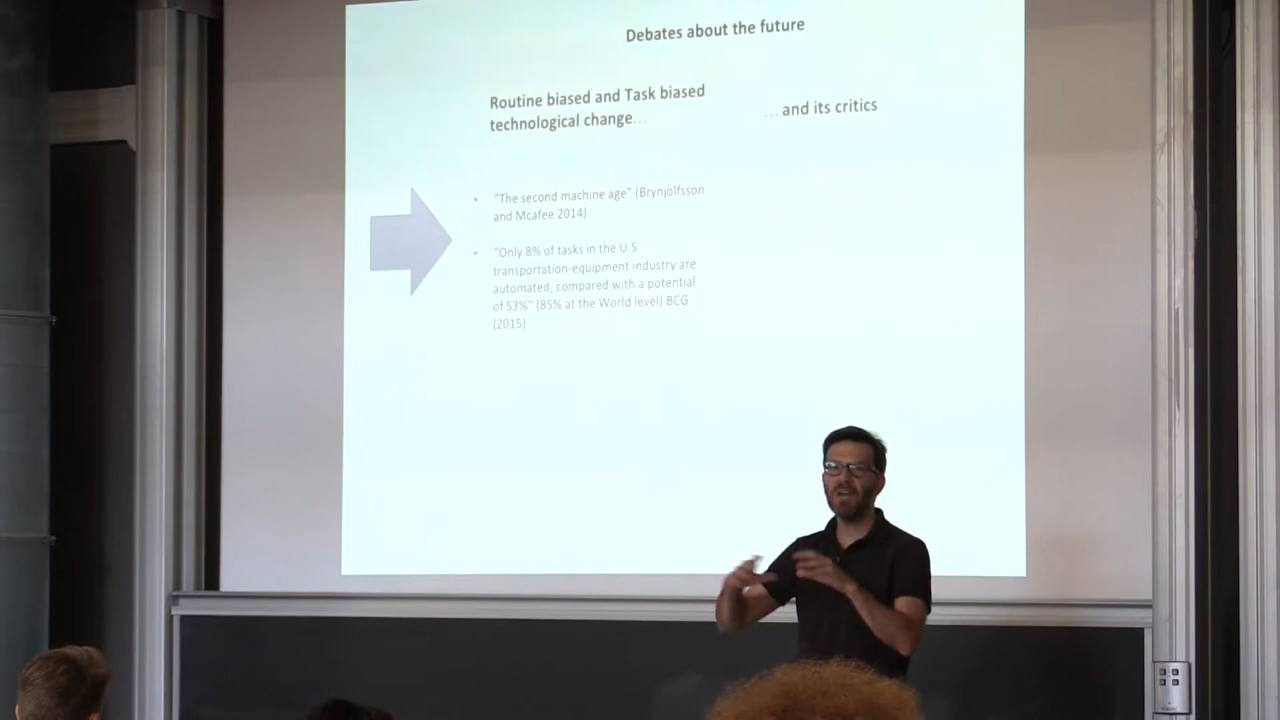 Debates about the future
Routine biased and Task biased
technological change...
... and its critics
• "The second machine age" (Brynjolfsson
and Mcafee 2014)
• "Only 8% of tasks in the U.S.
transportation-equipment industry are
automated, compared with a potential
of 53%" (85% at the World level) BCG
(2015)